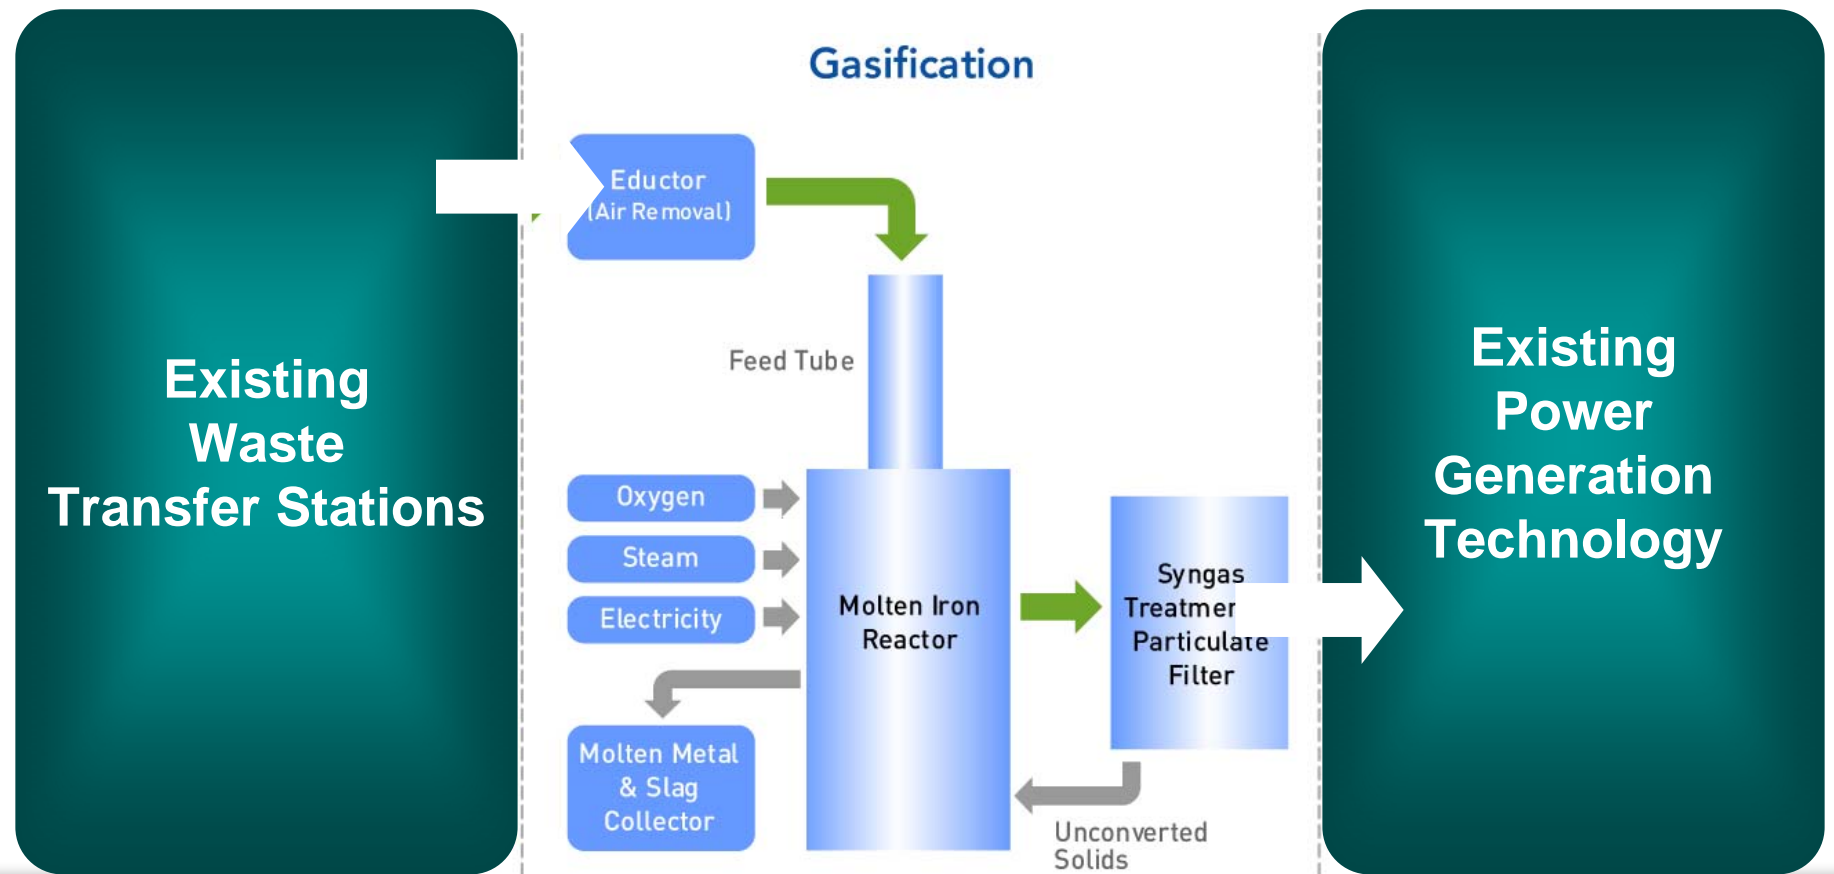 Gasification
Existing
Waste
Transfer Stations
Eductor
(Air Removal)
Feed Tube
Oxygen
Steam
Electricity
Molten Iron
Reactor
Molten Metal
& Slag
Collector
Syngas
Particulate
Filter
Unconverted
Solids
Existing
Power
Generation
Technology